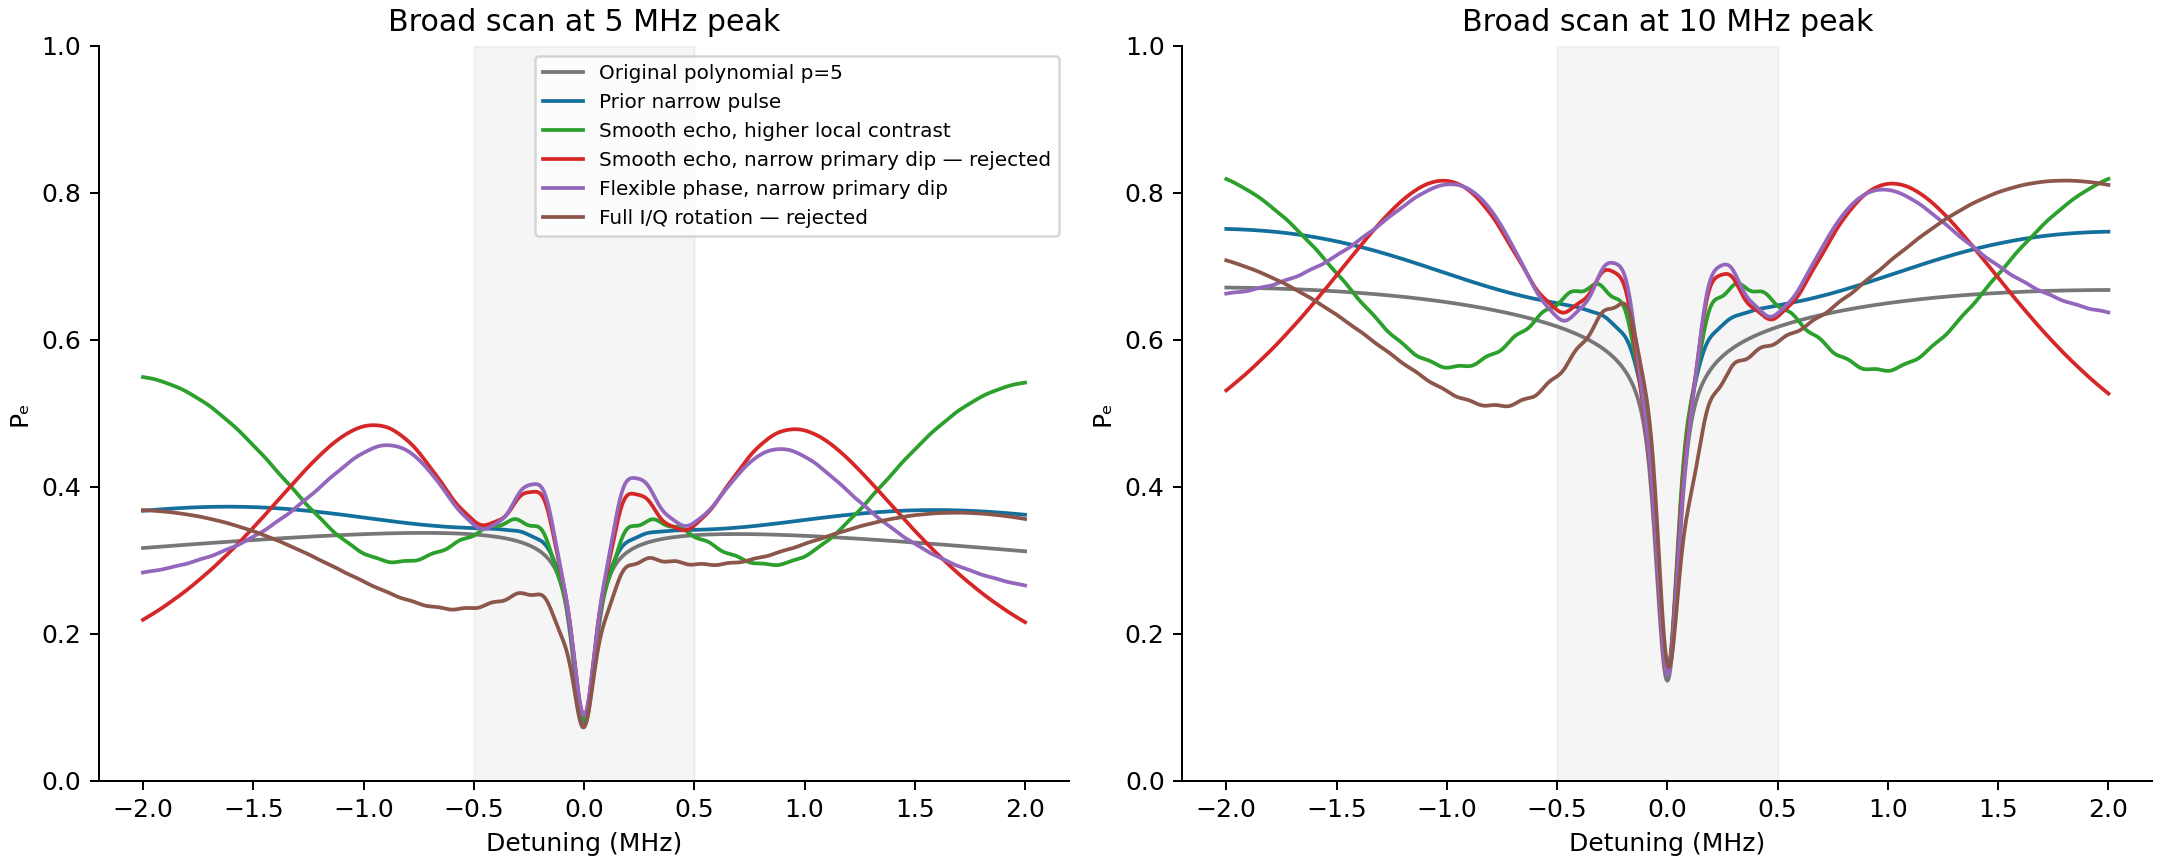 Broad scan at 5 MHz peak
1.0
0.8
0.6
0.4
0.2
0.0
Pₑ
Original polynomial p=5
Prior narrow pulse
Smooth echo, higher local contrast
Smooth echo, narrow primary dip — rejected
Flexible phase, narrow primary dip
Full I/Q rotation — rejected
−2.0 −1.5 −1.0 −0.5 0.0 0.5 1.0 1.5 2.0
Detuning (MHz)
Broad scan at 10 MHz peak
1.0
0.8
0.6
0.4
0.2
0.0
Pₑ
−2.0 −1.5 −1.0 −0.5 0.0 0.5 1.0 1.5 2.0
Detuning (MHz)